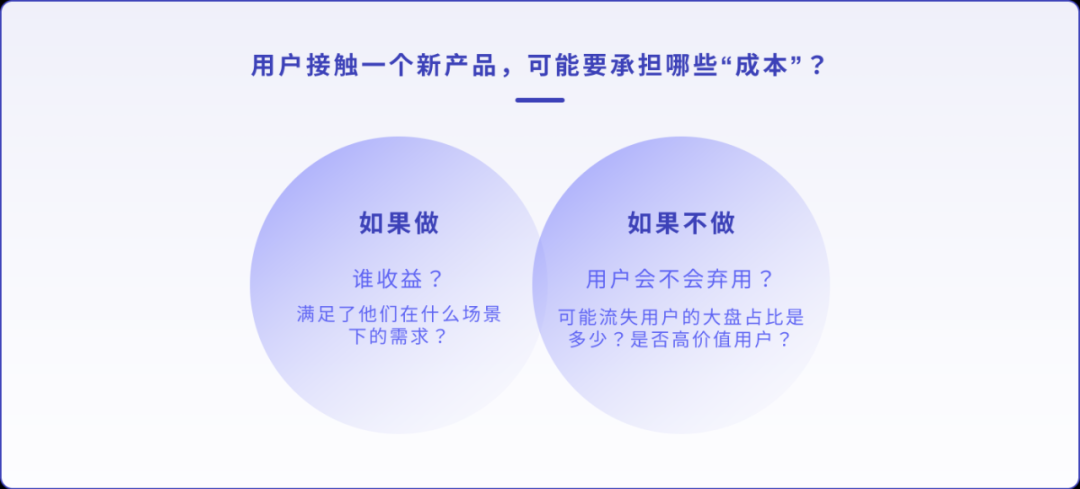 用户接触一个新产品，可能要承担哪些“成本”？
如果做
谁收益？
满足了他们在什么场景
下的需求？
如果不做
用户会不会弃用？
可能流失用户的大盘占比是
多少？是否高价值用户？